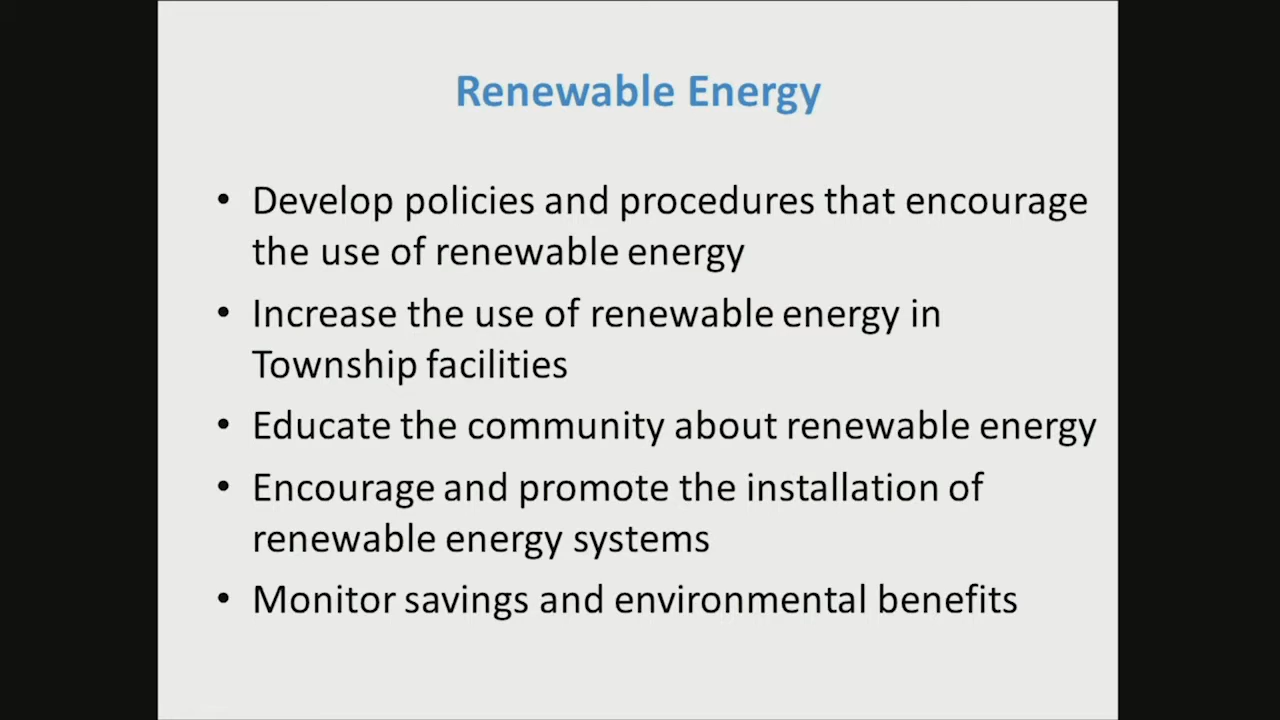 Renewable Energy
• Develop policies and procedures that encourage
the use of renewable energy
• Increase the use of renewable energy in
Township facilities
• Educate the community about renewable energy
• Encourage and promote the installation of
renewable energy systems
• Monitor savings and environmental benefits